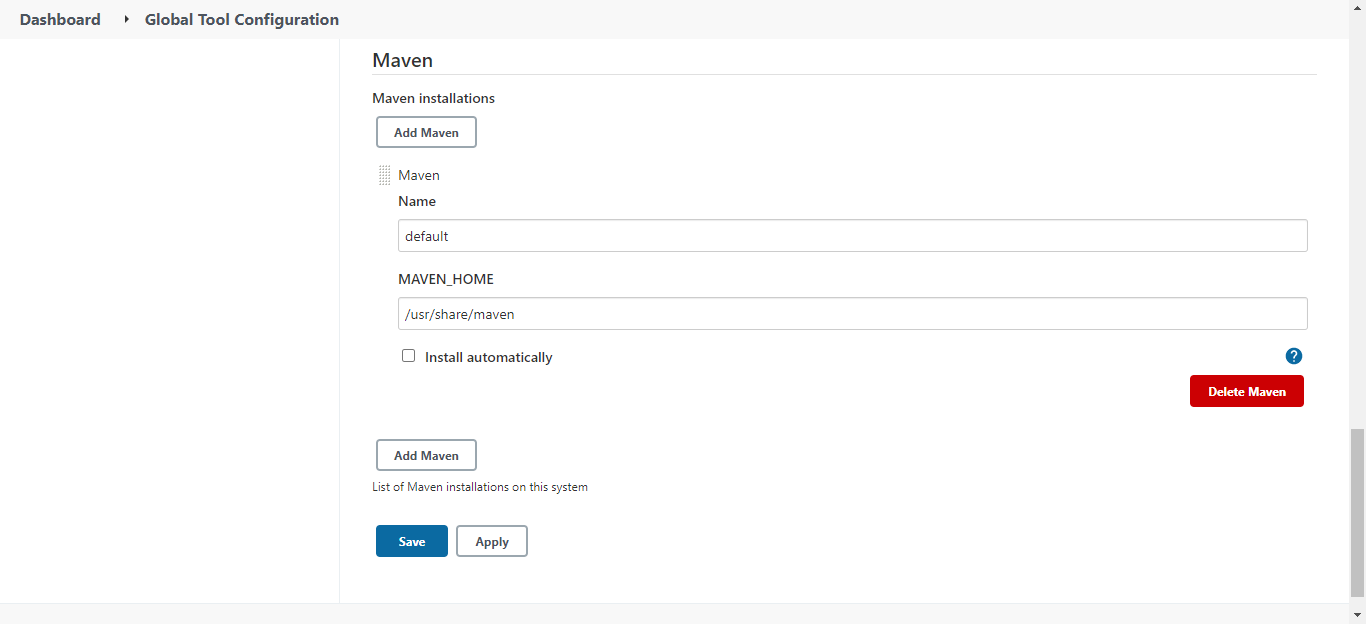 Dashboard Global Tool Configuration
Maven
Maven installations
Add Maven
Maven
Name
default
MAVEN_HOME
/usr/share/maven
Install automatically ?
Delete Maven
Add Maven
List of Maven installations on this system
Save Apply